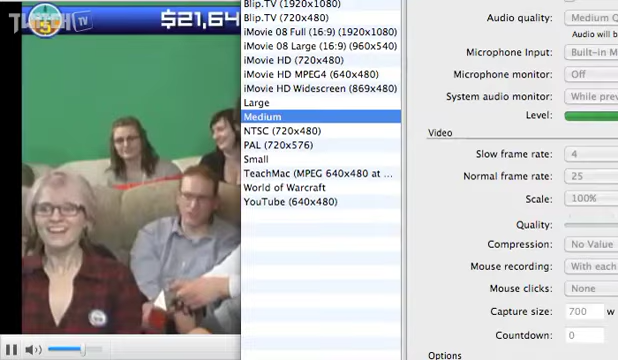 TWITCH TV
$21,64
Blip.TV (1920x1080)
Blip.TV (720x480)
iMovie 08 Full (16:9) (1920x1080)
iMovie 08 Large (16:9) (960x540)
iMovie HD (720x480)
iMovie HD MPEG4 (640x480)
iMovie HD Widescreen (869x480)
Large
Medium
NTSC (720x480)
PAL (720x576)
Small
TeachMac (MPEG 640x480 at ...
World of Warcraft
YouTube (640x480)
Audio quality: Medium Q
Audio will b
Microphone Input: Built-in M
Microphone monitor: Off
System audio monitor: While prev
Level:
Video
Slow frame rate: 4
Normal frame rate: 25
Scale: 100%
Quality:
Compression: No Value
Mouse recording: With each
Mouse clicks: None
Capture size: 700 w
Countdown: 0
Options